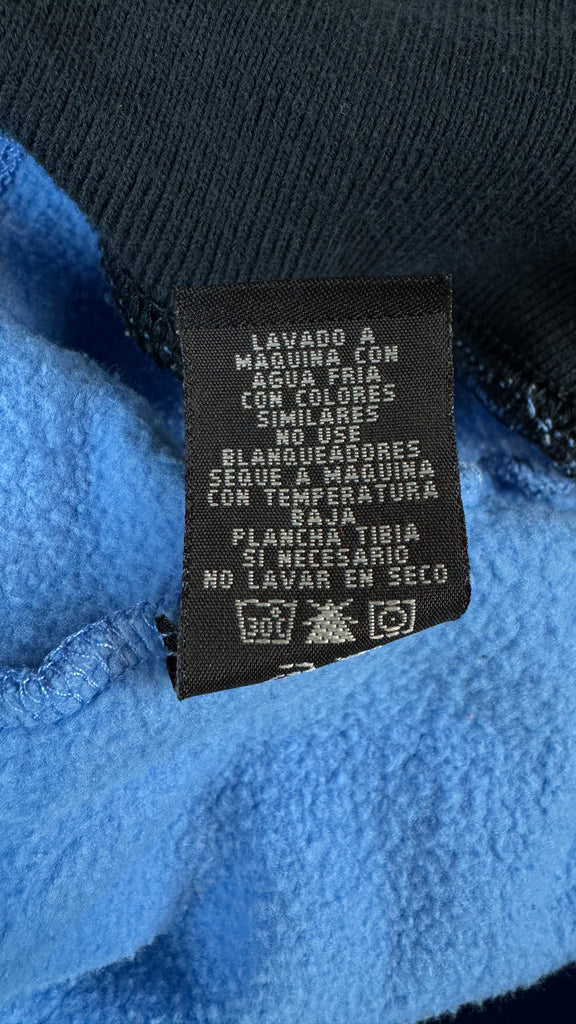 LAVADO A
MAQUINA CON
AGUA FRIA
CON COLORES
SIMILARES
NO USE
BLANQUEADORES
SEQUE A MAQUINA
CON TEMPERATURA
BAJA
PLANCHA TIBIA
SI NECESARIO
NO LAVAR EN SECO